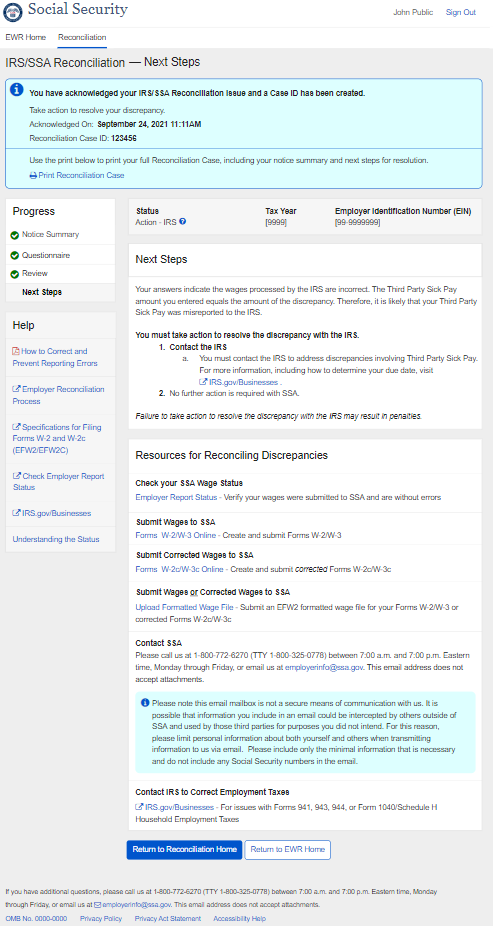 Social Security
John Public
Sign Out
EWR Home
Reconciliation
IRS/SSA Reconciliation — Next Steps
You have acknowledged your IRS/SSA Reconciliation issue and a Case ID has been created.
Take action to resolve your discrepancy.
Acknowledged On: September 24, 2021 11:11AM
Reconciliation Case ID: 123456
Use the print below to print your full Reconciliation Case, including your notice summary and next steps for resolution.
Print Reconciliation Case
Progress
Notice Summary
Questionnaire
Review
Next Steps
Help
How to Correct and
Prevent Reporting Errors
Employer Reconciliation
Process
Specifications for Filing
Forms W-2 and W-2c
(EFW2/EFW2C)
Check Employer Report
Status
IRS.gov/Businesses
Understanding the Status
Status
Action - IRS
Tax Year
[9999]
Employer Identification Number (EIN)
[99-9999999]
Next Steps
Your answers indicate the wages processed by the IRS are incorrect. The Third Party Sick Pay
amount you entered equals the amount of the discrepancy. Therefore, it is likely that your Third Party
Sick Pay was misreported to the IRS.
You must take action to resolve the discrepancy with the IRS.
1. Contact the IRS
a. You must contact the IRS to address discrepancies involving Third Party Sick Pay.
For more information, including how to determine your due date, visit
IRS.gov/Businesses .
2. No further action is required with SSA.
Failure to take action to resolve the discrepancy with the IRS may result in penalties.
Resources for Reconciling Discrepancies
Check your SSA Wage Status
Employer Report Status - Verify your wages were submitted to SSA and are without errors
Submit Wages to SSA
Forms W-2/W-3 Online - Create and submit Forms W-2/W-3
Submit Corrected Wages to SSA
Forms W-2c/W-3c Online - Create and submit corrected Forms W-2c/W-3c
Submit Wages or Corrected Wages to SSA
Upload Formatted Wage File - Submit an EFW2 formatted wage file for your Forms W-2/W-3 or
corrected Forms W-2c/W-3c
Contact SSA
Please call us at 1-800-772-6270 (TTY 1-800-325-0778) between 7:00 a.m. and 7:00 p.m. Eastern
time, Monday through Friday, or email us at employerinfo@ssa.gov. This email address does not
accept attachments.
Please note this email mailbox is not a secure means of communication with us. It is
possible that information you include in an email could be intercepted by others outside of
SSA and used by those third parties for purposes you did not intend. For this reason,
please limit personal information about both yourself and others when transmitting
information to us via email. Please include only the minimal information that is necessary
and do not include any Social Security numbers in the email.
Contact IRS to Correct Employment Taxes
IRS.gov/Businesses - For issues with Forms 941, 943, 944, or Form 1040/Schedule H
Household Employment Taxes
Return to Reconciliation Home
Return to EWR Home
If you have additional questions, please call us at 1-800-772-6270 (TTY 1-800-325-0778) between 7:00 a.m. and 7:00 p.m. Eastern time, Monday
through Friday, or email us at employerinfo@ssa.gov. This email address does not accept attachments.
OMB No. 0000-0000
Privacy Policy
Privacy Act Statement
Accessibility Help